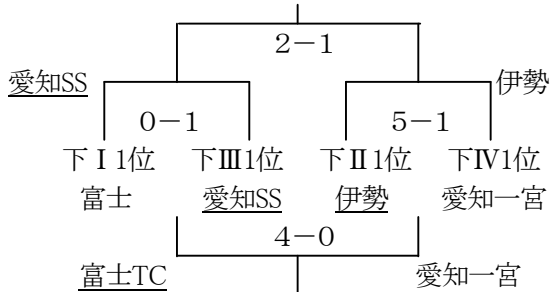 2－1
愛知SS 伊勢
0－1 5－1
下Ⅰ1位 下Ⅲ1位 下Ⅱ1位 下Ⅳ1位
富士 愛知SS 伊勢 愛知一宮
4－0
富士TC 愛知一宮